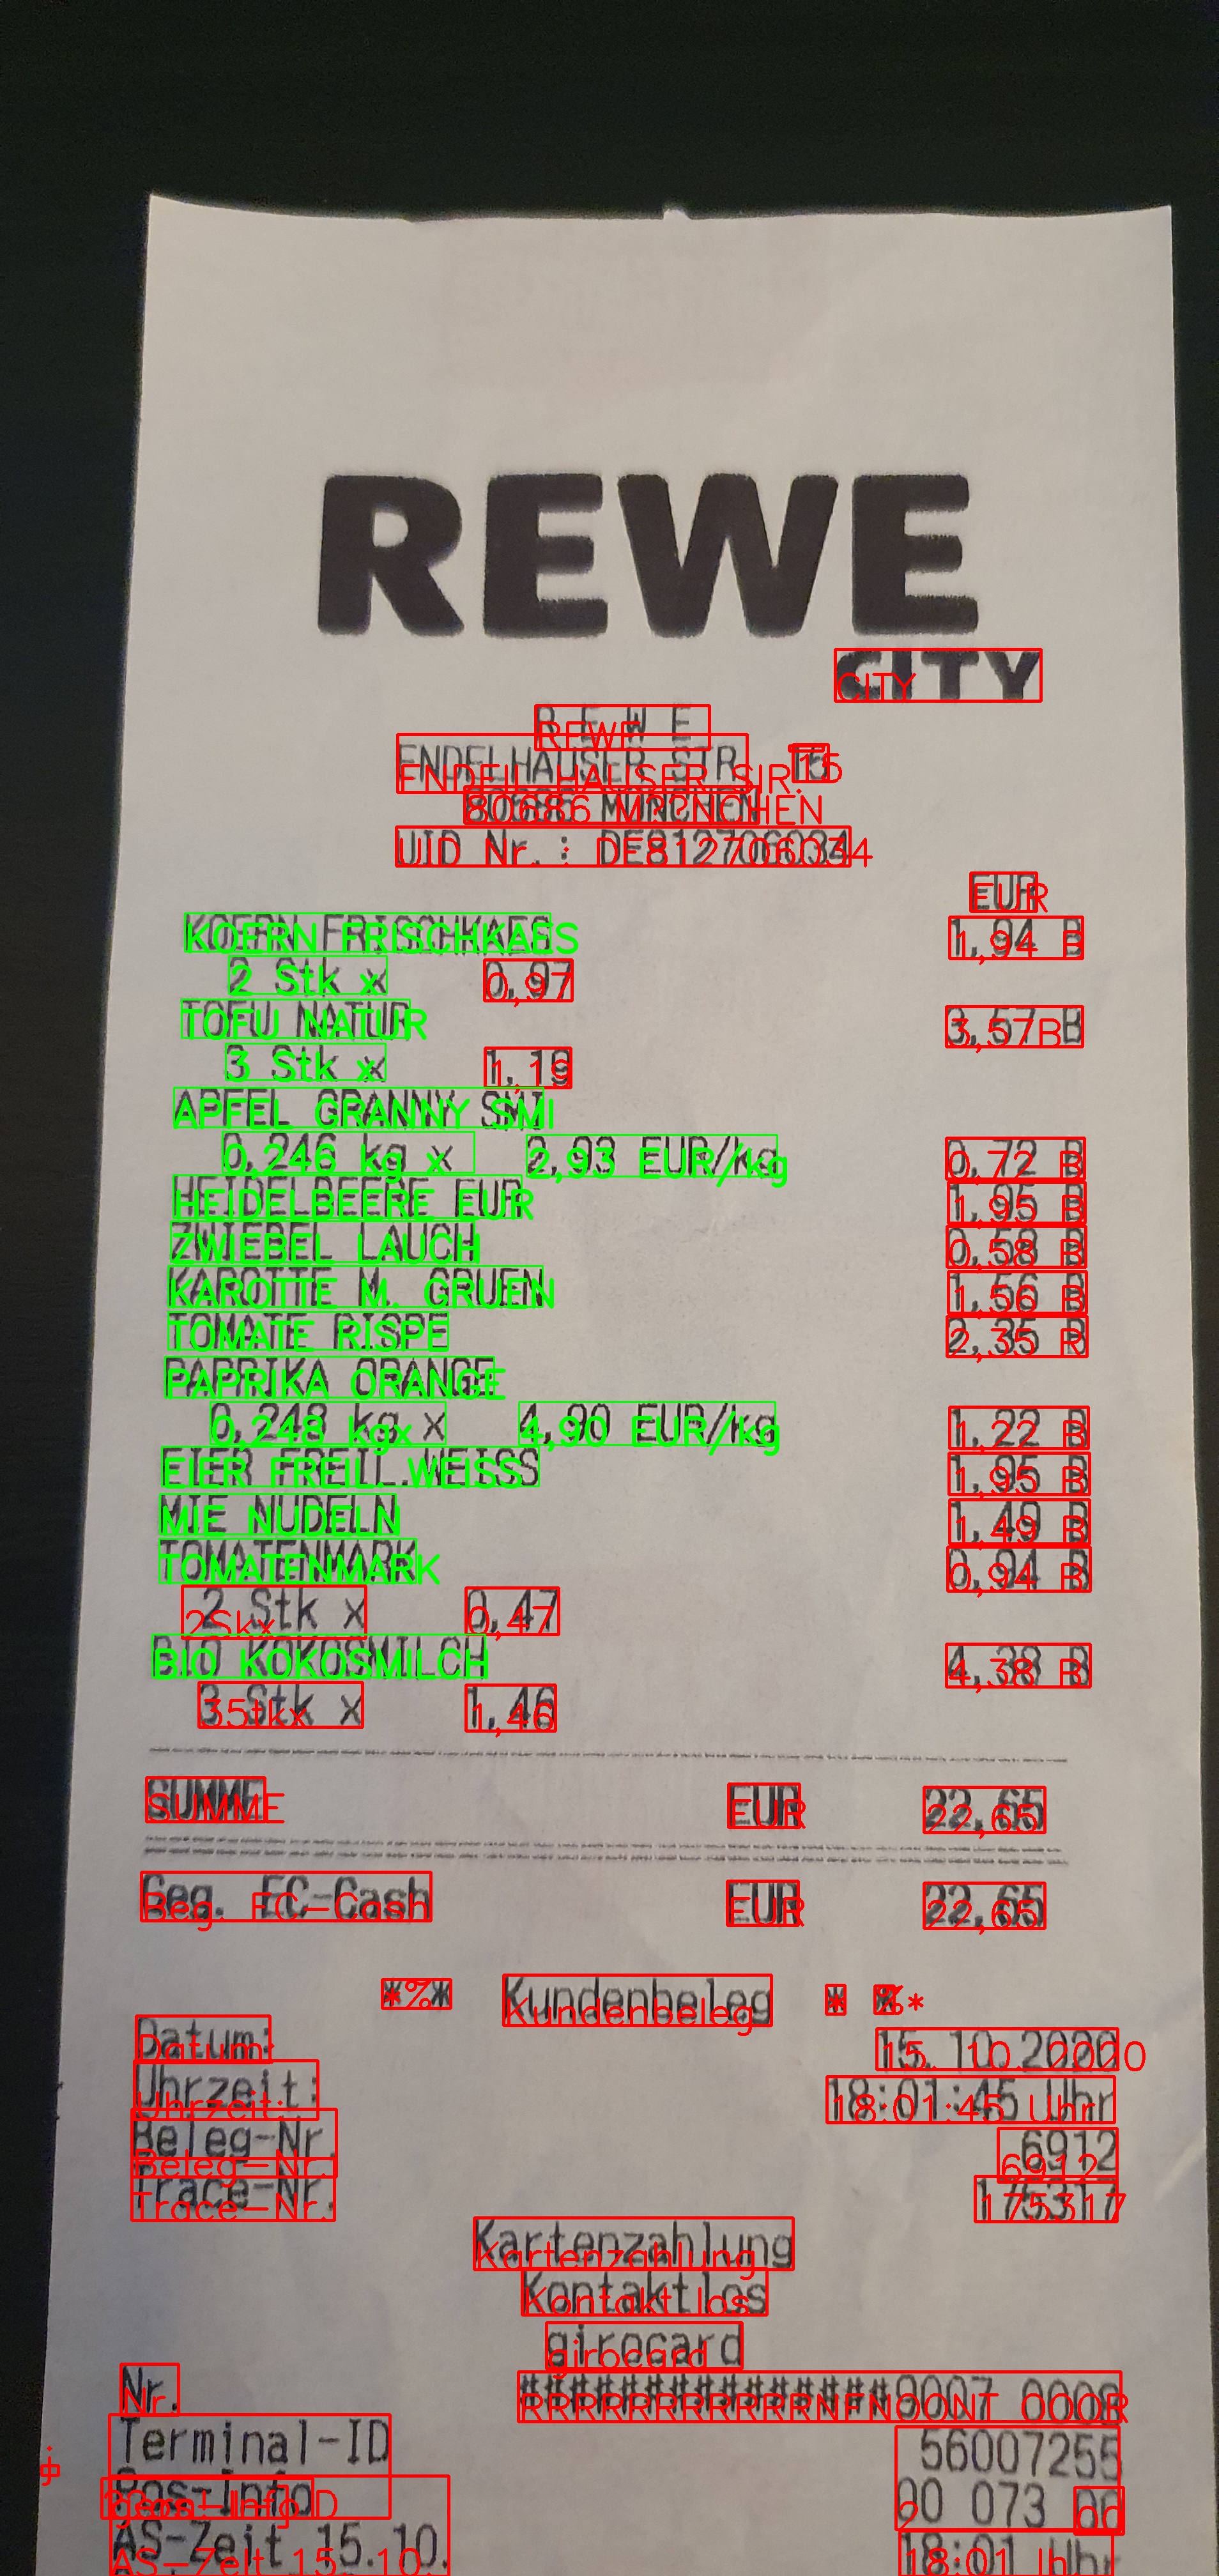 REWE
CITY
R E W E
ENDELHAUSER STR. 15
80686 MÜNCHEN
UID Nr.: DE812706034
EUR
KOERN.FRISCHKAES 1,94 B
2 Stk x 0,97
TOFU NATUR 3,57 B
3 Stk x 1,19
APFEL GRANNY SMI
0,246 kg x 2,93 EUR/kg 0,72 B
HEIDELBEERE EUR 1,95 B
ZWIEBEL LAUCH 0,58 B
KAROTTE M. GRUEN 1,56 B
TOMATE RISPE 2,35 B
PAPRIKA ORANGE
0,248 kg x 4,90 EUR/kg 1,22 B
EIER FREIL.WEISS 1,95 B
MIE NUDELN 1,49 B
TOMATENMARK 0,94 B
2 Stk x 0,47
BIO KOKOSMILCH 4,38 B
3 Stk x 1,46
SUMME EUR 22,65
Geg. EC-Cash EUR 22,65
* * Kundenbeleg * *
Datum: 15.10.2020
Uhrzeit: 18:01:45 Uhr
Beleg-Nr. 6912
Trace-Nr. 175317
Kartenzahlung
Kontaktlos
girocard
Nr. ###############
Terminal-ID 56007255
Pos-Info 00 073 00
AS-Zeit 15.10. 18:01 Uhr